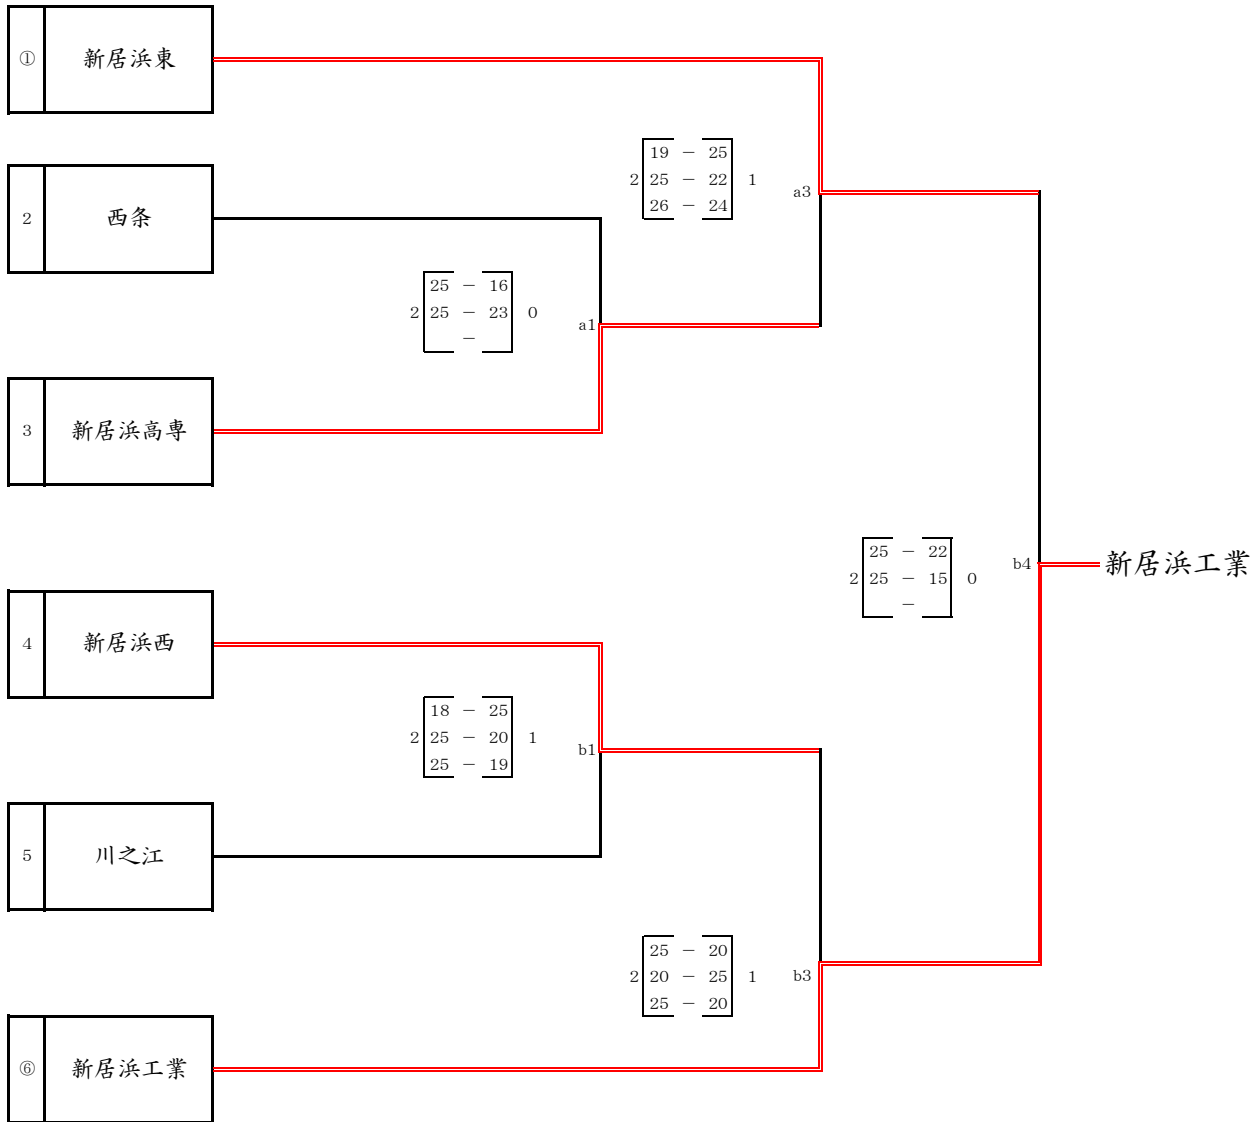 ① 新居浜東
19 － 25
2 25 － 22 1
a3
26 － 24
2 西条
25 － 16
2 25 － 23 0
a1
－
3 新居浜高専
25 － 22
2 25 － 15 0
b4 新居浜工業
－
4 新居浜西
18 － 25
2 25 － 20 1
b1
25 － 19
5 川之江
25 － 20
2 20 － 25 1
b3
25 － 20
⑥ 新居浜工業